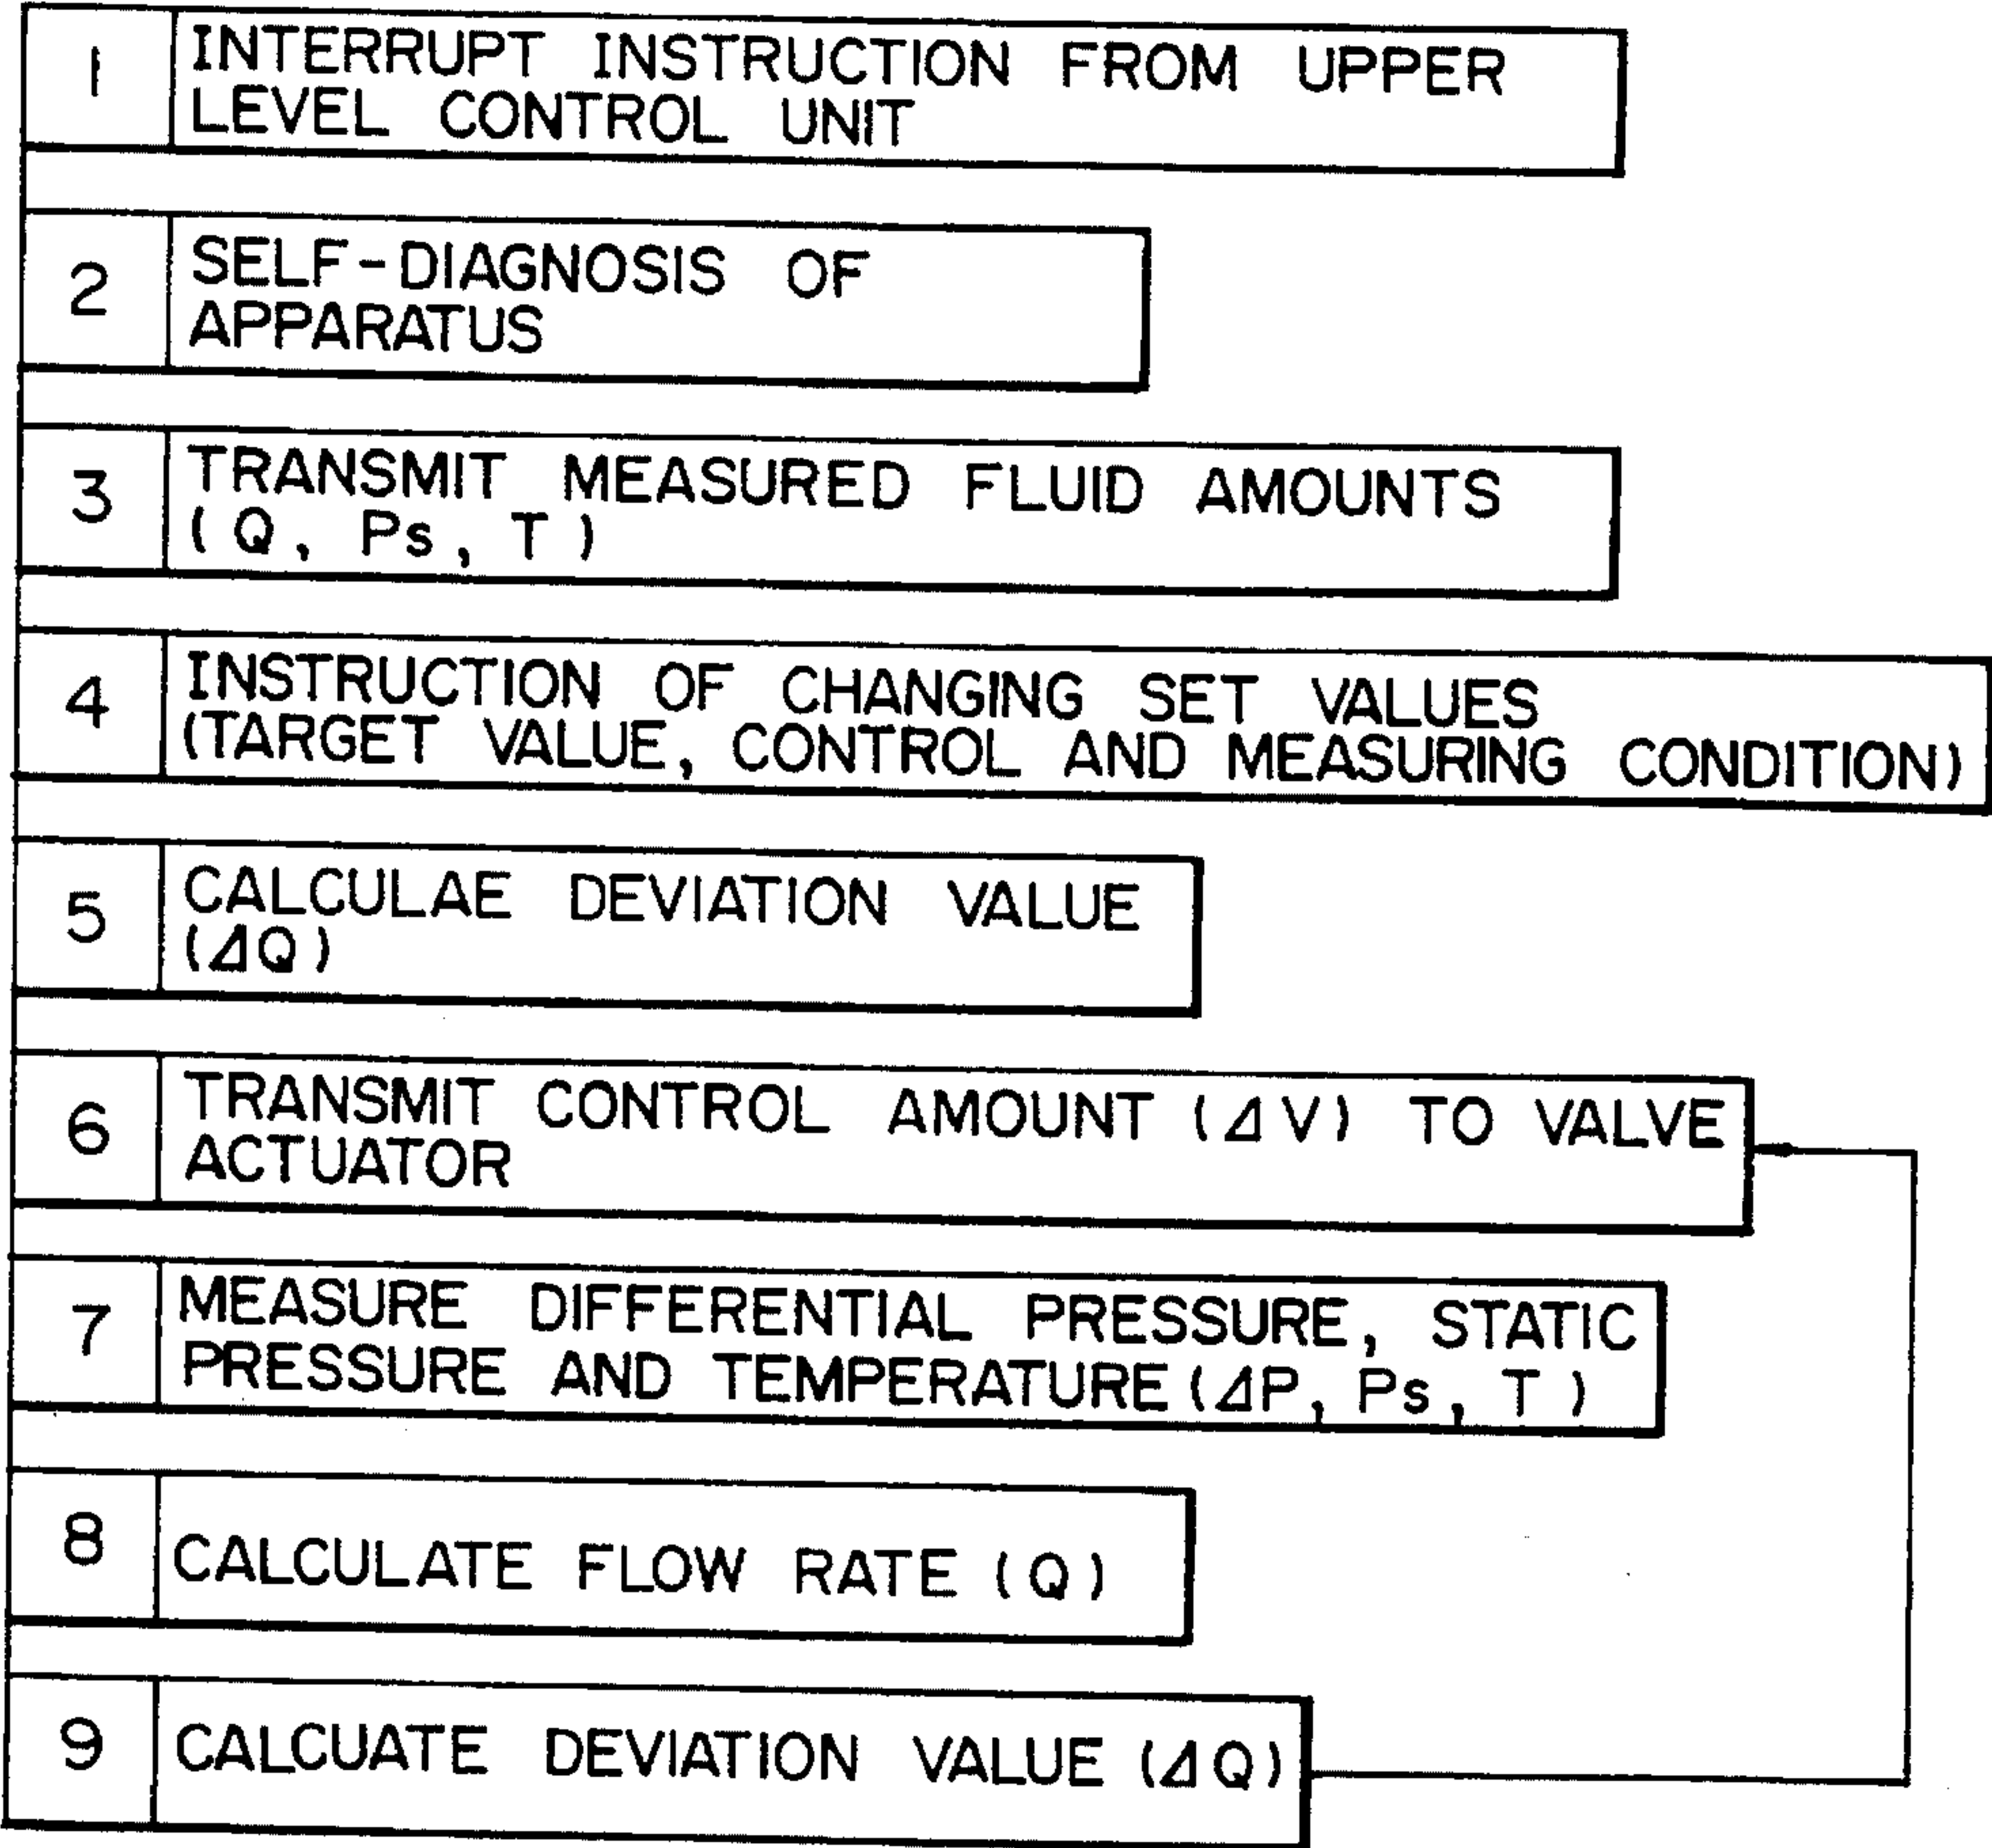 1
INTERRUPT INSTRUCTION FROM UPPER
LEVEL CONTROL UNIT
2
SELF-DIAGNOSIS OF
APPARATUS
3
TRANSMIT MEASURED FLUID AMOUNTS
(Q, Ps, T)
4
INSTRUCTION OF CHANGING SET VALUES
(TARGET VALUE, CONTROL AND MEASURING CONDITION)
5
CALCULAE DEVIATION VALUE
(ΔQ)
6
TRANSMIT CONTROL AMOUNT (ΔV) TO VALVE
ACTUATOR
7
MEASURE DIFFERENTIAL PRESSURE, STATIC
PRESSURE AND TEMPERATURE (ΔP, Ps, T)
8
CALCULATE FLOW RATE (Q)
9
CALCUATE DEVIATION VALUE (ΔQ)